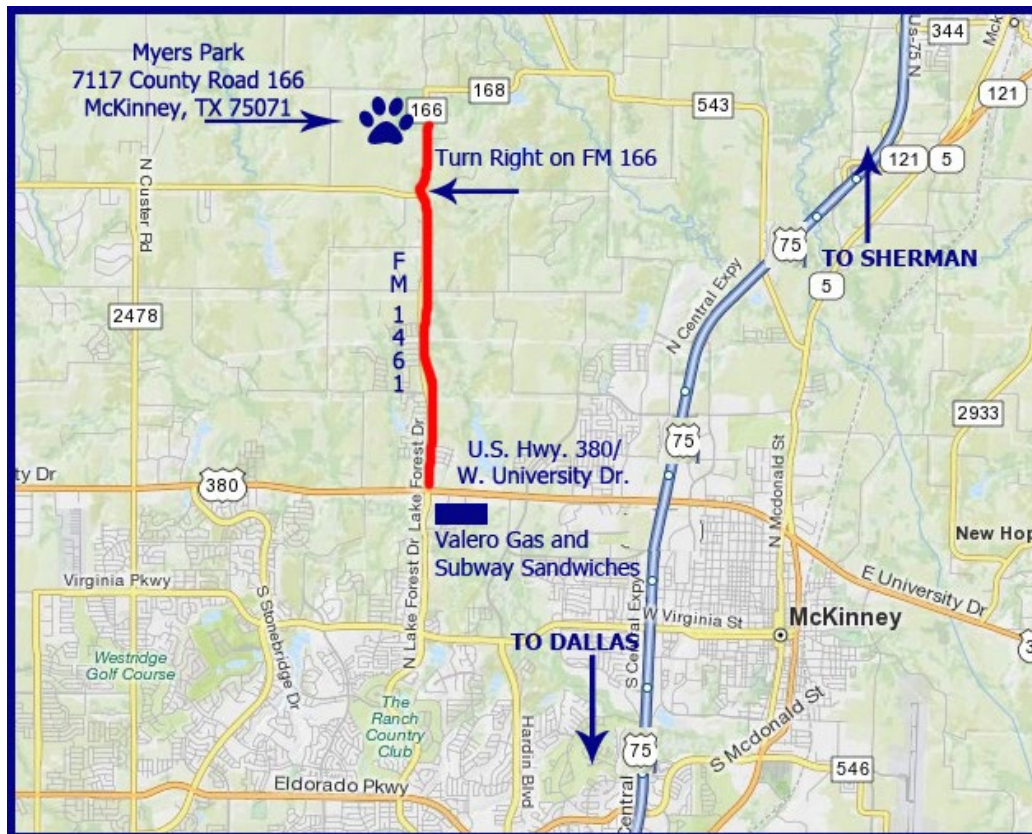 Myers Park
7117 County Road 166
McKinney, TX 75071
166
168
543
344
Us-75 N
121
121
5
Turn Right on FM 166
N Custer Rd
75
TO SHERMAN
5
FM 1461
N Central Expy
2478
2933
75
Lake Forest Dr
U.S. Hwy. 380/
W. University Dr.
ty Dr
380
N Mcdonald St
Valero Gas and
Subway Sandwiches
New Hop
Virginia Pkwy
S Stonebridge Dr
N Lake Forest Dr
E University Dr
W Virginia St
McKinney
TO DALLAS
S Central Expy
Westridge
Golf Course
The
Ranch
Country
Club
Hardin Blvd
75
S Mcdonald St
546
Eldorado Pkwy
Central